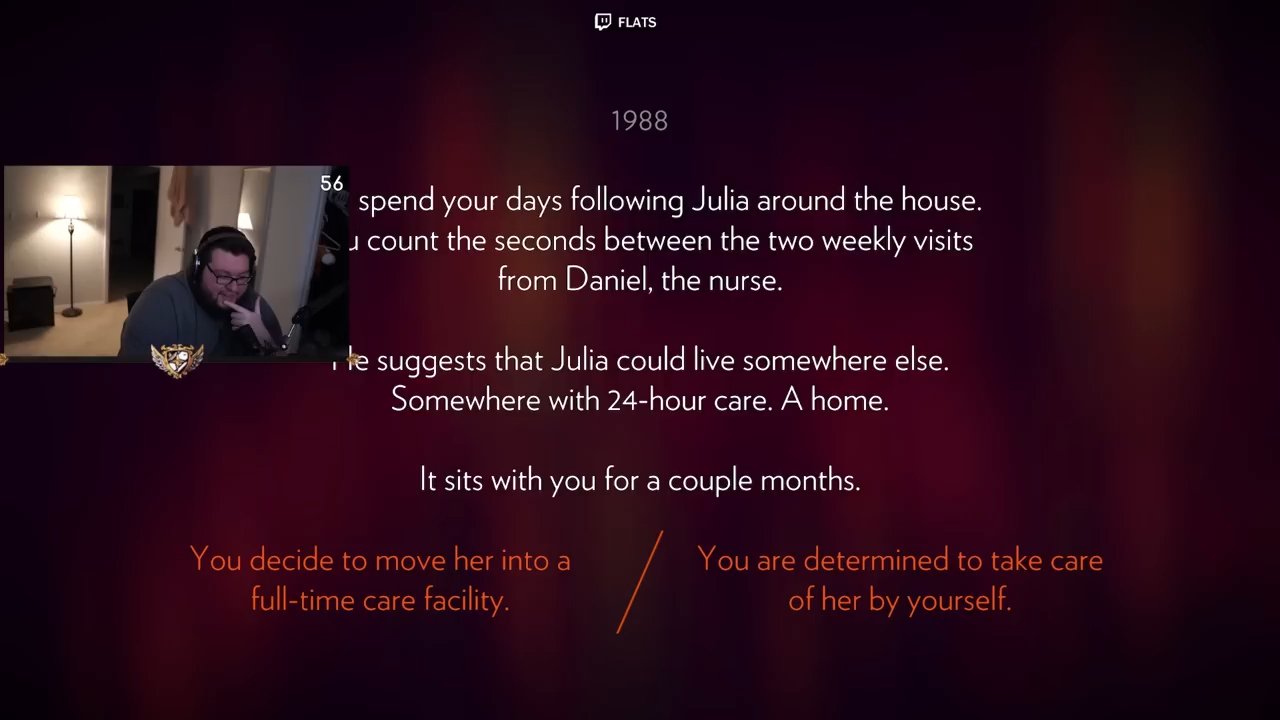 FLATS
1988
56
spend your days following Julia around the house.
count the seconds between the two weekly visits
from Daniel, the nurse.
He suggests that Julia could live somewhere else.
Somewhere with 24-hour care. A home.
It sits with you for a couple months.
You decide to move her into a
full-time care facility.
You are determined to take care
of her by yourself.